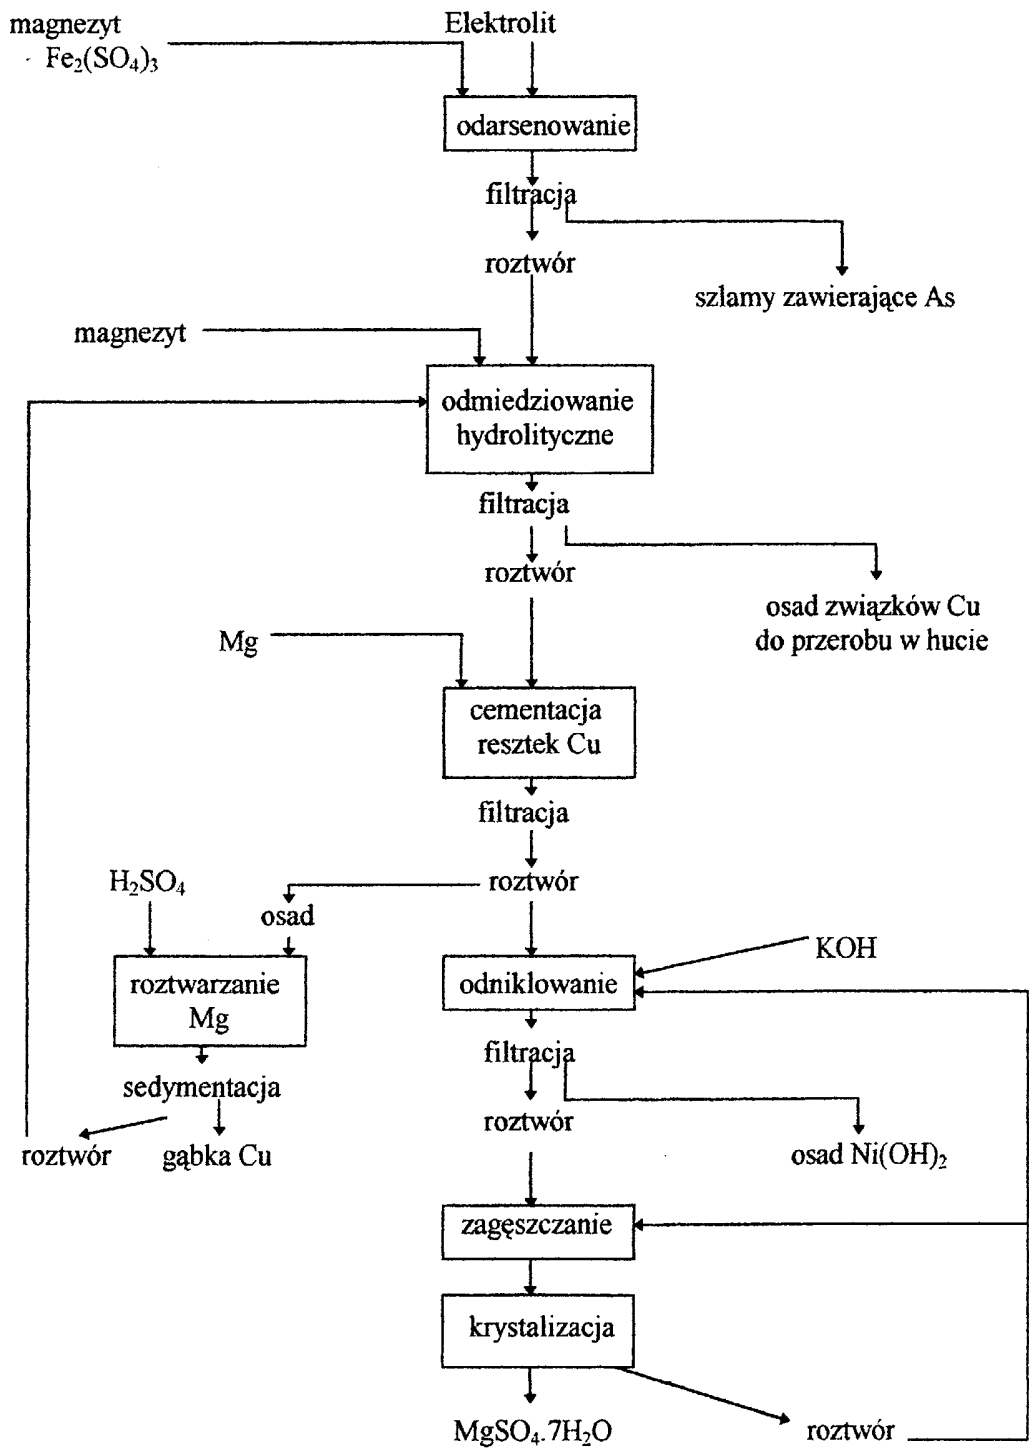 magnezyt
Fe₂(SO₄)₃
Elektrolit
odarsenowanie
filtracja
roztwór
szlamy zawierające As
magnezyt
odmiedziowanie
hydrolityczne
filtracja
roztwór
osad związków Cu
do przerobu w hucie
Mg
cementacja
resztek Cu
filtracja
roztwór
H₂SO₄
osad
KOH
roztwarzanie
Mg
odniklowanie
filtracja
sedymentacja
roztwór
roztwór
gąbka Cu
osad Ni(OH)₂
zagęszczanie
krystalizacja
MgSO₄.7H₂O
roztwór